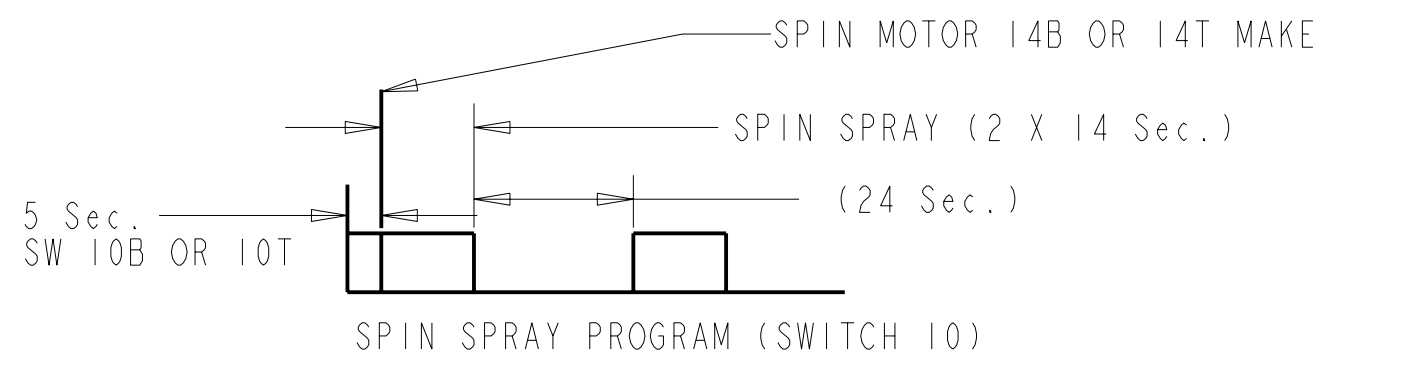 SPIN MOTOR 14B OR 14T MAKE
SPIN SPRAY (2 X 14 Sec.)
(24 Sec.)
5 Sec.
SW 10B OR 10T
SPIN SPRAY PROGRAM (SWITCH 10)